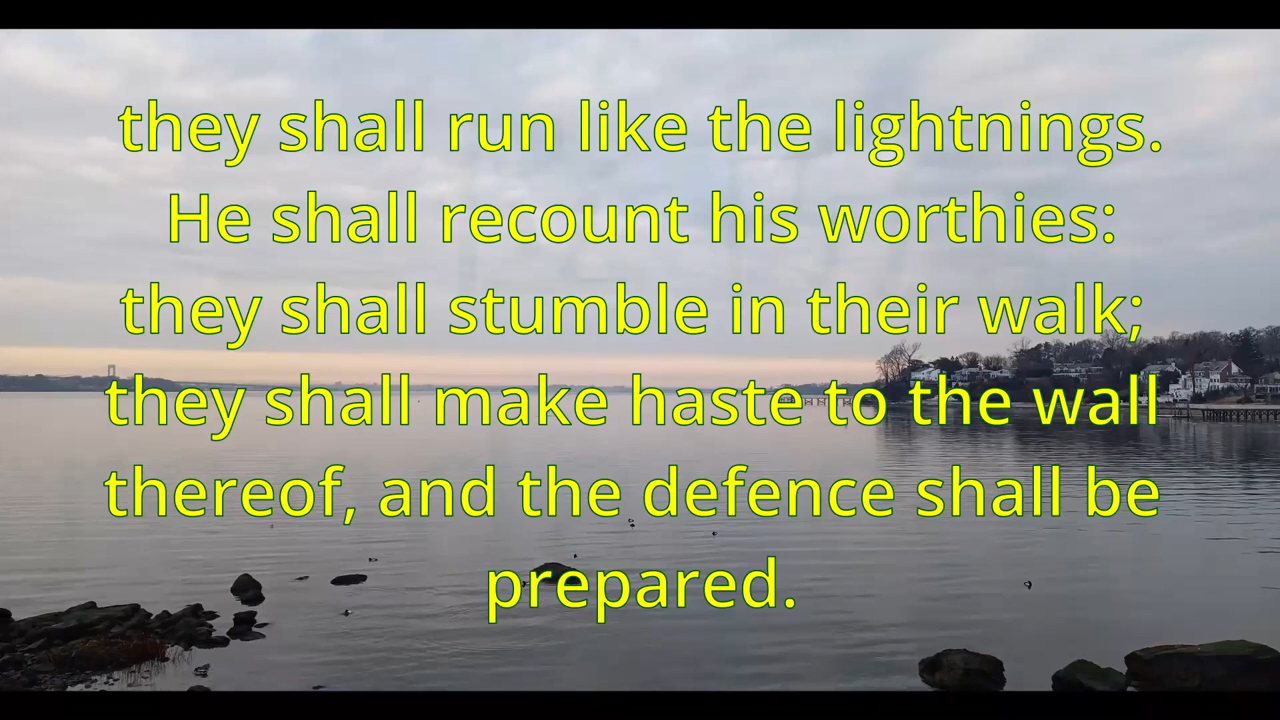 they shall run like the lightnings.
He shall recount his worthies:
they shall stumble in their walk;
they shall make haste to the wall
thereof, and the defence shall be
prepared.